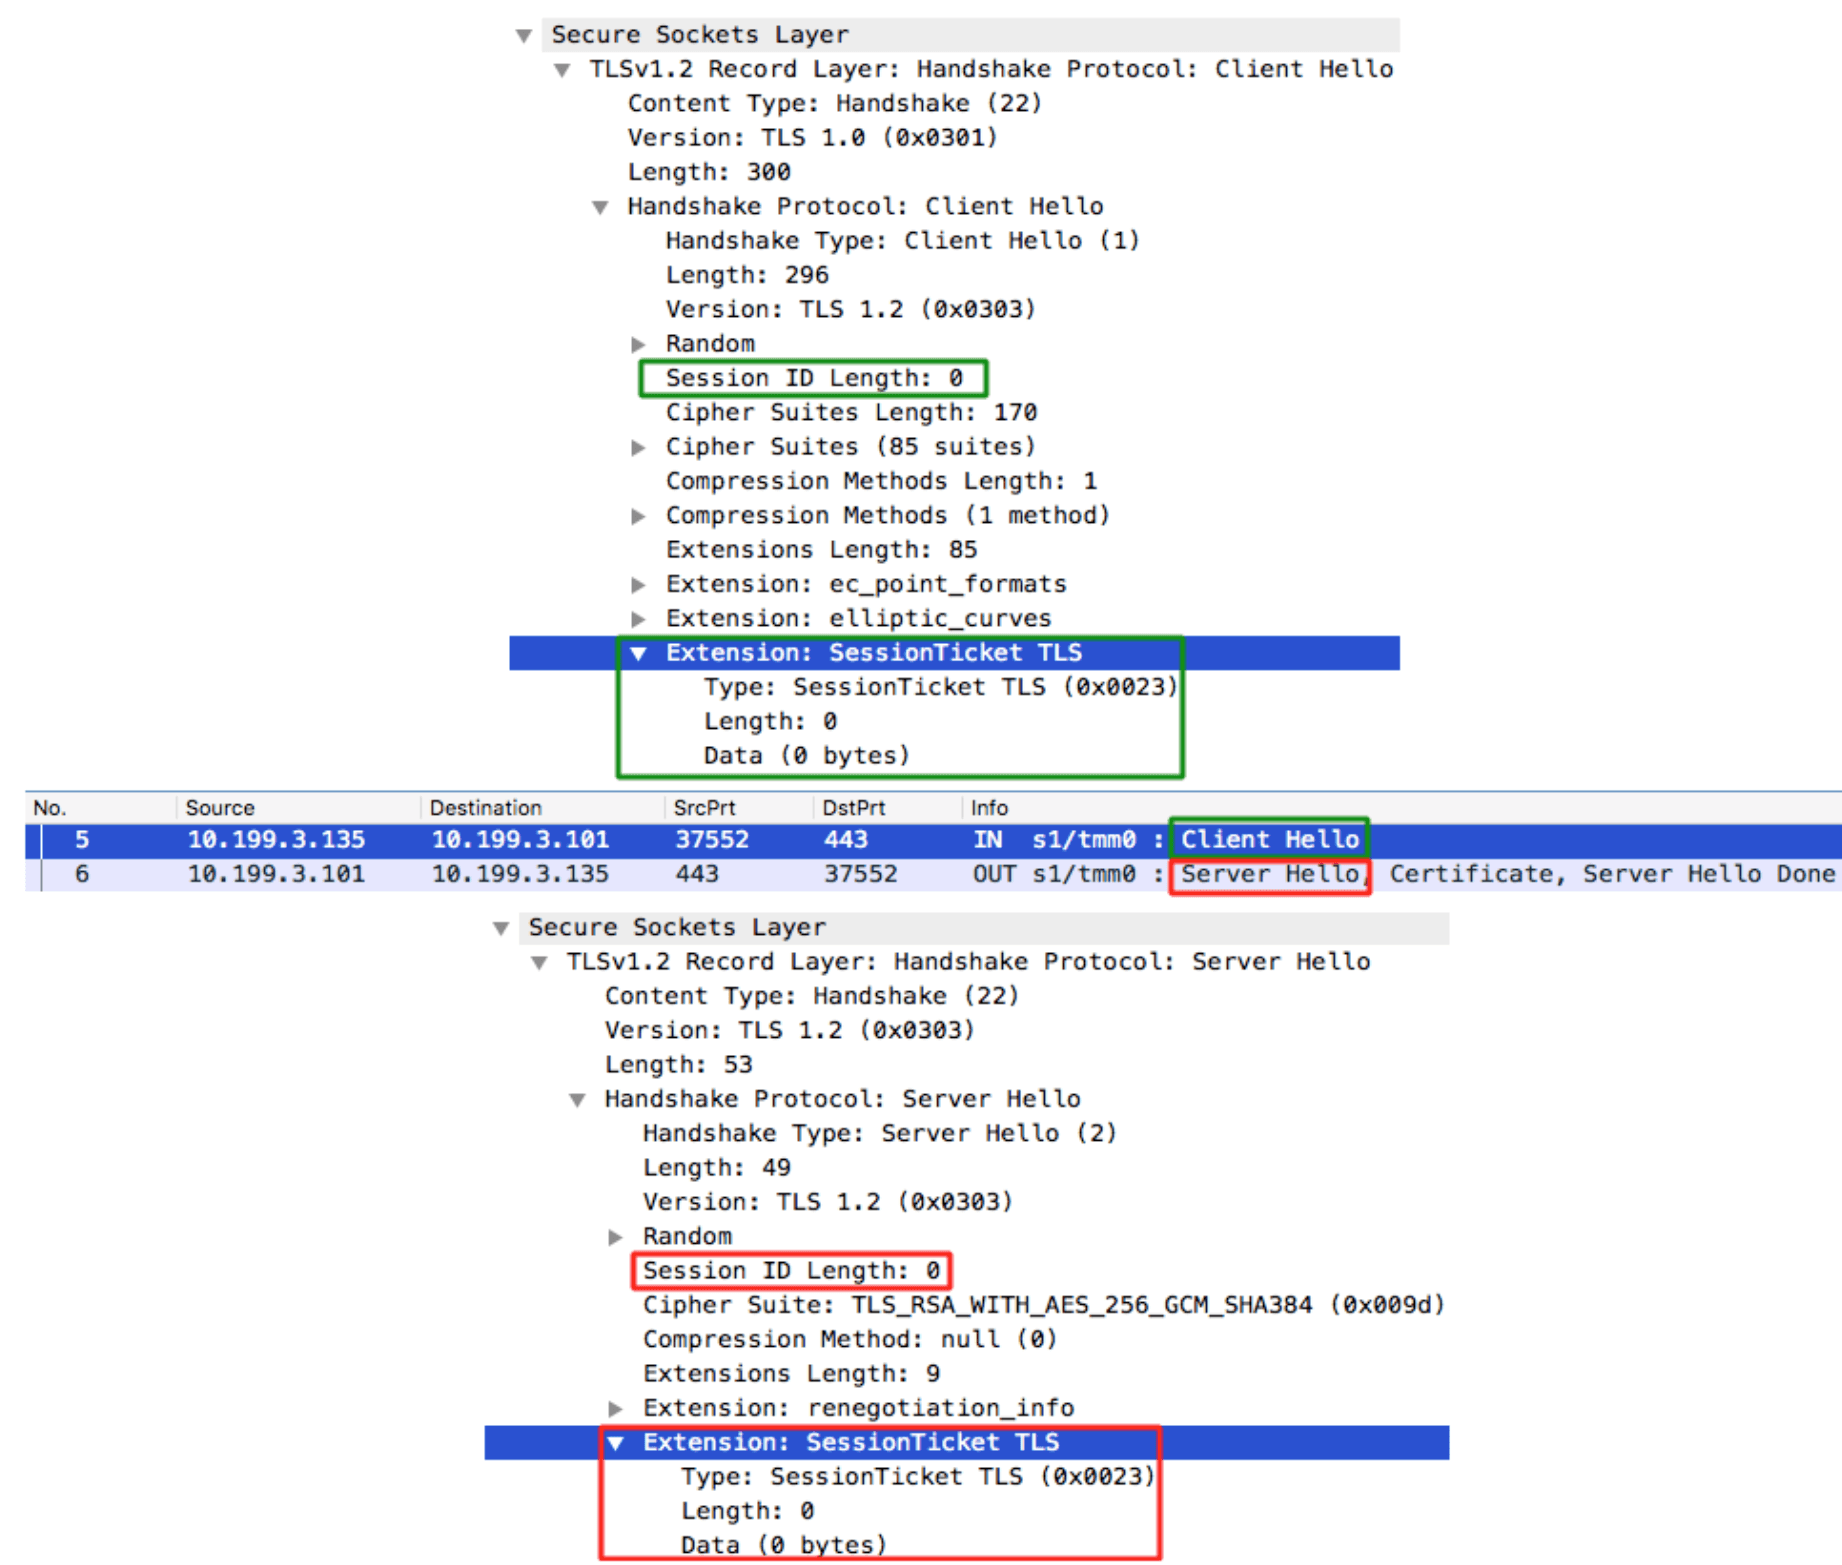 Secure Sockets Layer
TLSv1.2 Record Layer: Handshake Protocol: Client Hello
Content Type: Handshake (22)
Version: TLS 1.0 (0x0301)
Length: 300
Handshake Protocol: Client Hello
Handshake Type: Client Hello (1)
Length: 296
Version: TLS 1.2 (0x0303)
Random
Session ID Length: 0
Cipher Suites Length: 170
Cipher Suites (85 suites)
Compression Methods Length: 1
Compression Methods (1 method)
Extensions Length: 85
Extension: ec_point_formats
Extension: elliptic_curves
Extension: SessionTicket TLS
Type: SessionTicket TLS (0x0023)
Length: 0
Data (0 bytes)
No. Source Destination SrcPrt DstPrt Info
5 10.199.3.135 10.199.3.101 37552 443 IN s1/tmm0 : Client Hello
6 10.199.3.101 10.199.3.135 443 37552 OUT s1/tmm0 : Server Hello, Certificate, Server Hello Done
Secure Sockets Layer
TLSv1.2 Record Layer: Handshake Protocol: Server Hello
Content Type: Handshake (22)
Version: TLS 1.2 (0x0303)
Length: 53
Handshake Protocol: Server Hello
Handshake Type: Server Hello (2)
Length: 49
Version: TLS 1.2 (0x0303)
Random
Session ID Length: 0
Cipher Suite: TLS_RSA_WITH_AES_256_GCM_SHA384 (0x009d)
Compression Method: null (0)
Extensions Length: 9
Extension: renegotiation_info
Extension: SessionTicket TLS
Type: SessionTicket TLS (0x0023)
Length: 0
Data (0 bytes)